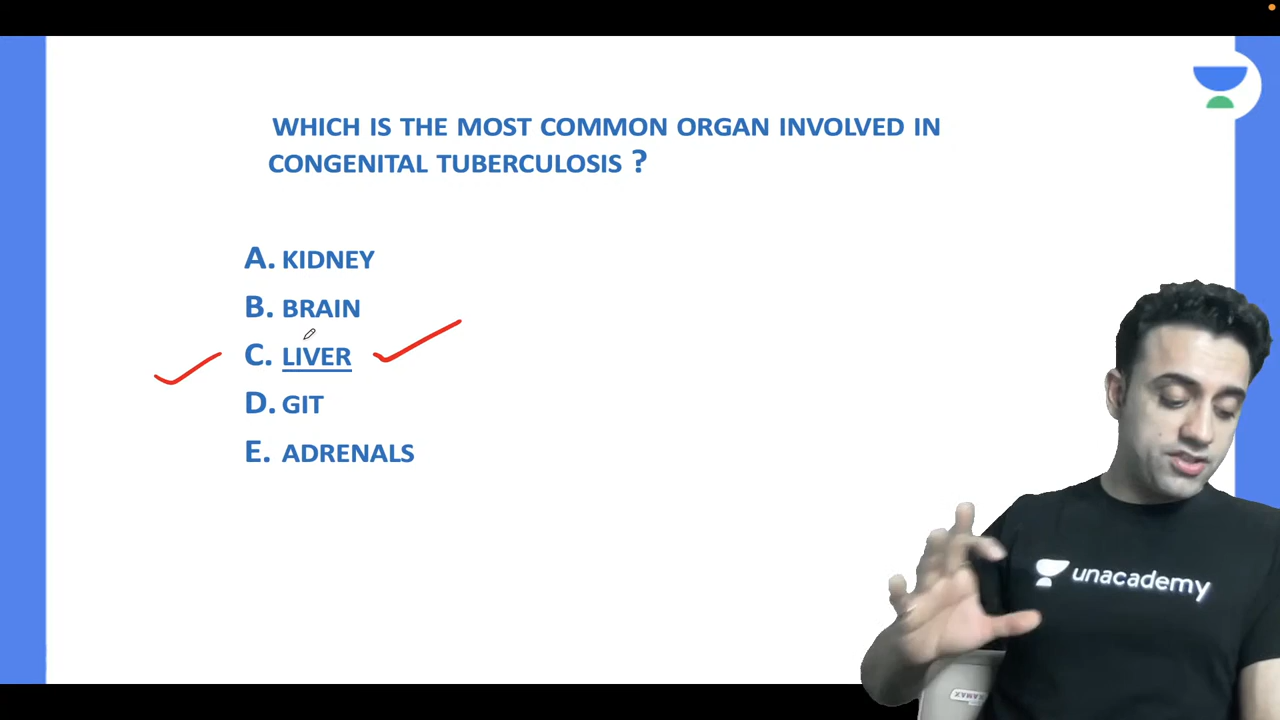 WHICH IS THE MOST COMMON ORGAN INVOLVED IN
CONGENITAL TUBERCULOSIS ?
A. KIDNEY
B. BRAIN
C. LIVER
D. GIT
E. ADRENALS
unacademy